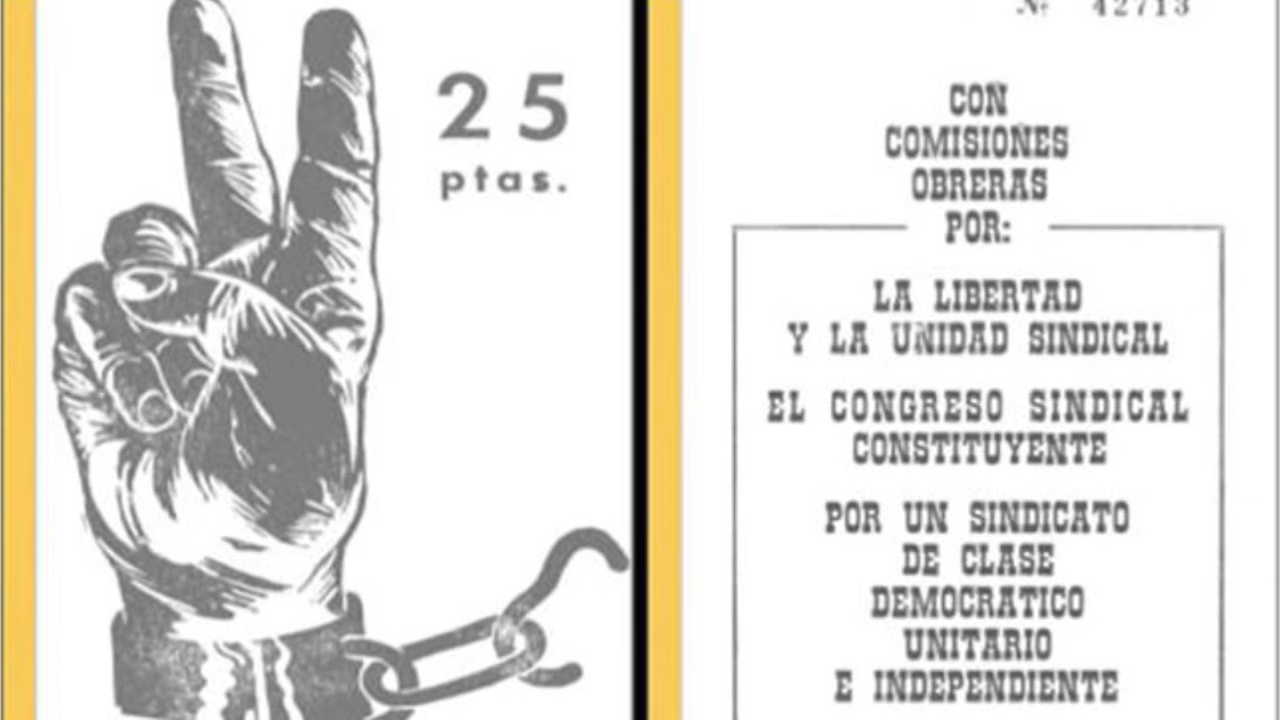 25
ptas.
Nº 42713
CON
COMISIOÑES
OBRERAS
POR:
LA LIBERTAD
Y LA UNIDAD SINDICAL
EL CONGRESO SINDICAL
CONSTITUYENTE
POR UN SINDICATO
DE CLASE
DEMOCRATICO
UNITARIO
E INDEPENDIENTE